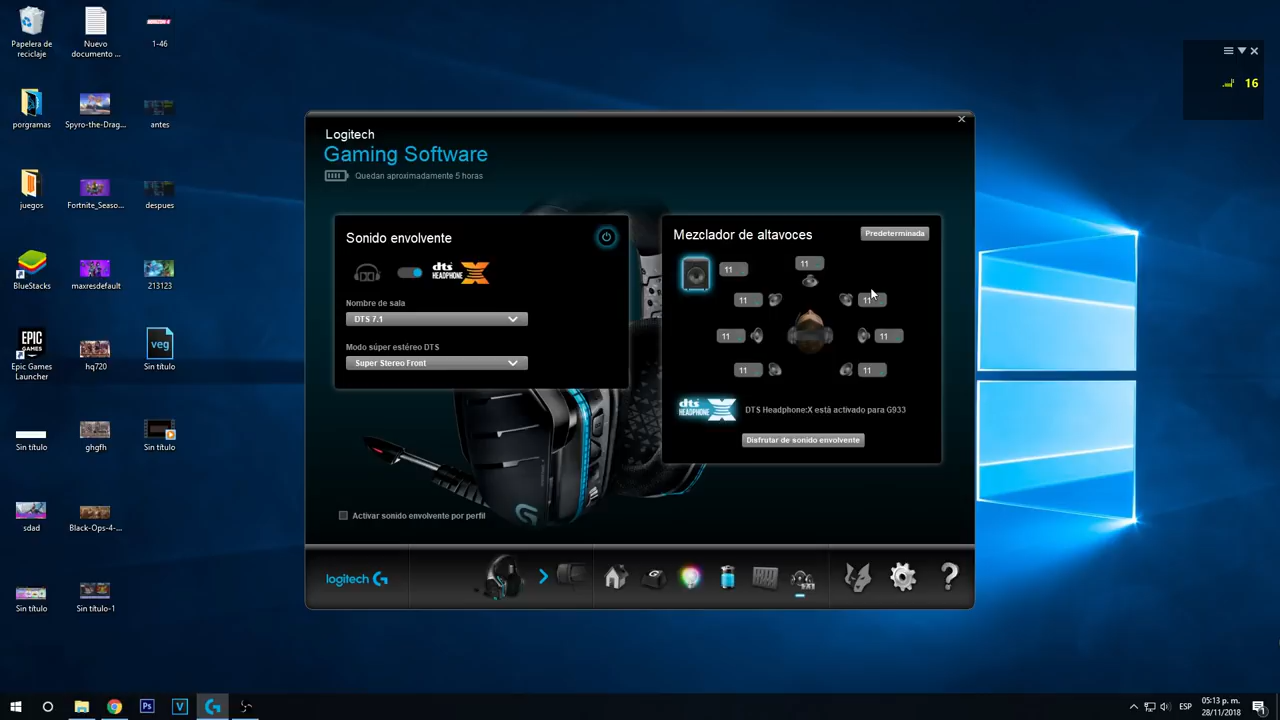 Papelera de
reciclaje
Nuevo
documento ...
1-46
porgramas
Spyro-the-Drag...
antes
juegos
Fortnite_Seaso...
despues
BlueStacks
maxresdefault
213123
Epic Games
Launcher
hq720
veg
Sin título
Sin título
ghgfh
Sin título
sdad
Black-Ops-4-...
Sin título
Sin título-1
EPIC
GAMES
16
Logitech
Gaming Software
Quedan aproximadamente 5 horas
Sonido envolvente
dts
HEADPHONE X
Nombre de sala
DTS 7.1
Modo súper estéreo DTS
Super Stereo Front
Mezclador de altavoces
Predeterminada
11
11
11
11
11
11
11
11
dts
HEADPHONE X
DTS Headphone:X està activado para G933
Disfrutar de sonido envolvente
Activar sonido envolvente por perfil
logitech G
Ps
V
ESP
05:13 p. m.
28/11/2018
1